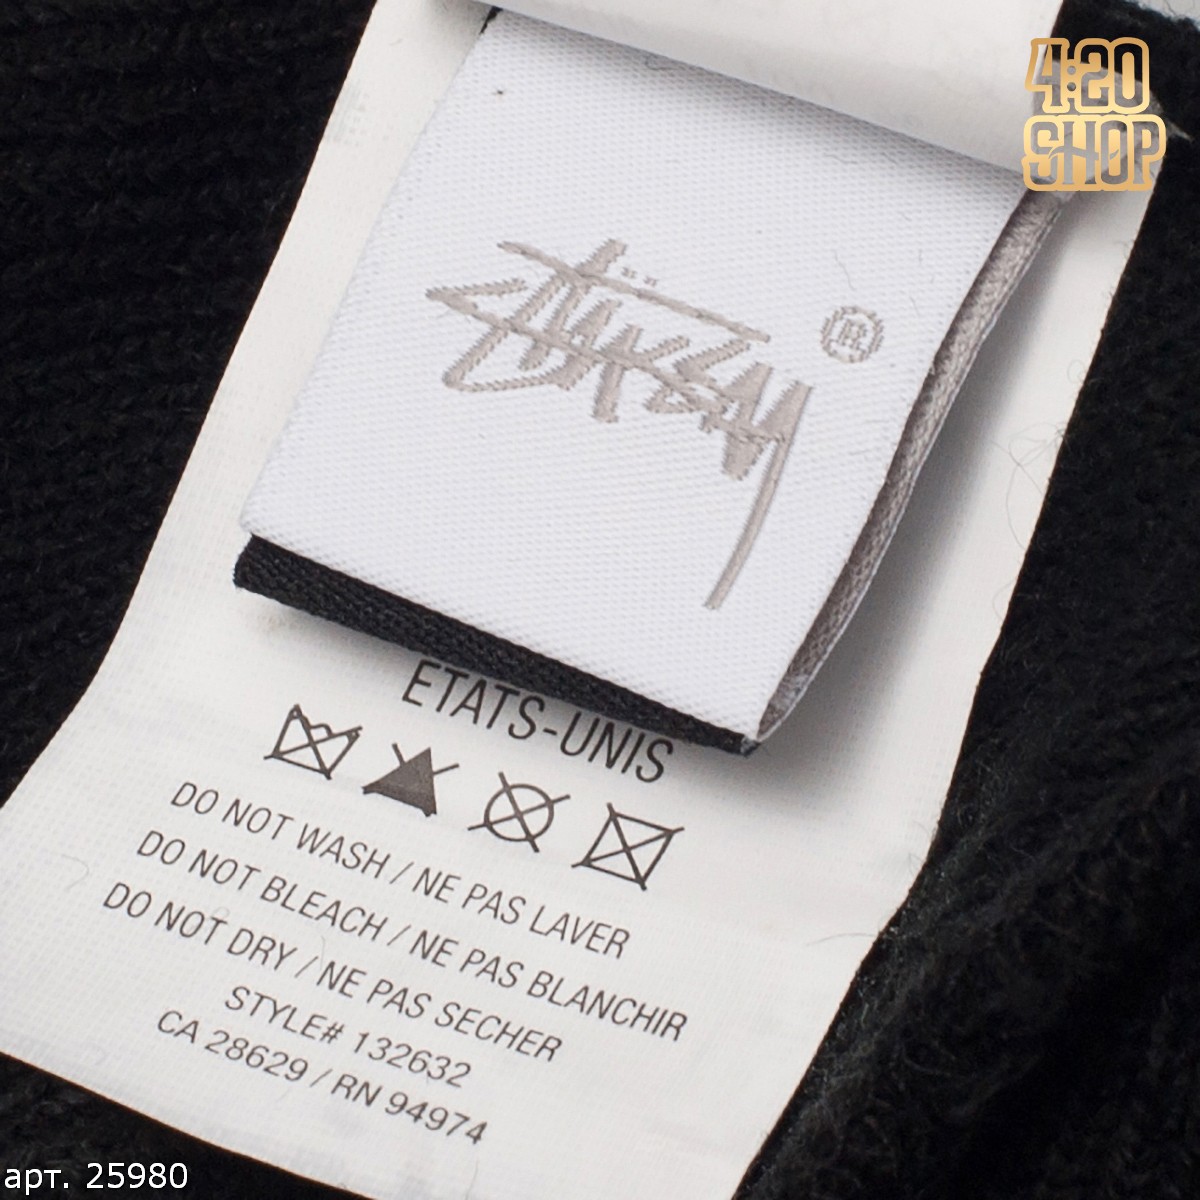 4:20
SHOP
Stüssy ®
ETATS-UNIS
DO NOT WASH / NE PAS LAVER
DO NOT BLEACH / NE PAS BLANCHIR
DO NOT DRY / NE PAS SECHER
STYLE# 132632
CA 28629 / RN 94974
арт. 25980